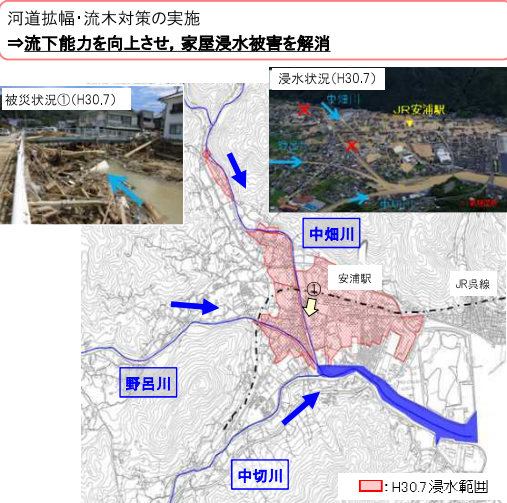 河道拡幅・流木対策の実施
⇒流下能力を向上させ，家屋浸水被害を解消
浸水状況(H30.7)
被災状況①(H30.7)
中畑川
JR安浦駅
中畑川
安浦駅
JR呉線
①
野呂川
中切川
：H30.7浸水範囲